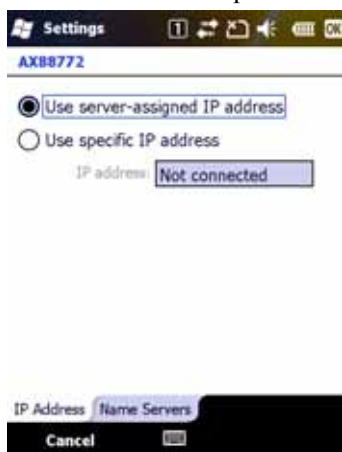 Settings 1 OK
AX88772
Use server-assigned IP address
Use specific IP address
IP address: Not connected
IP Address Name Servers
Cancel